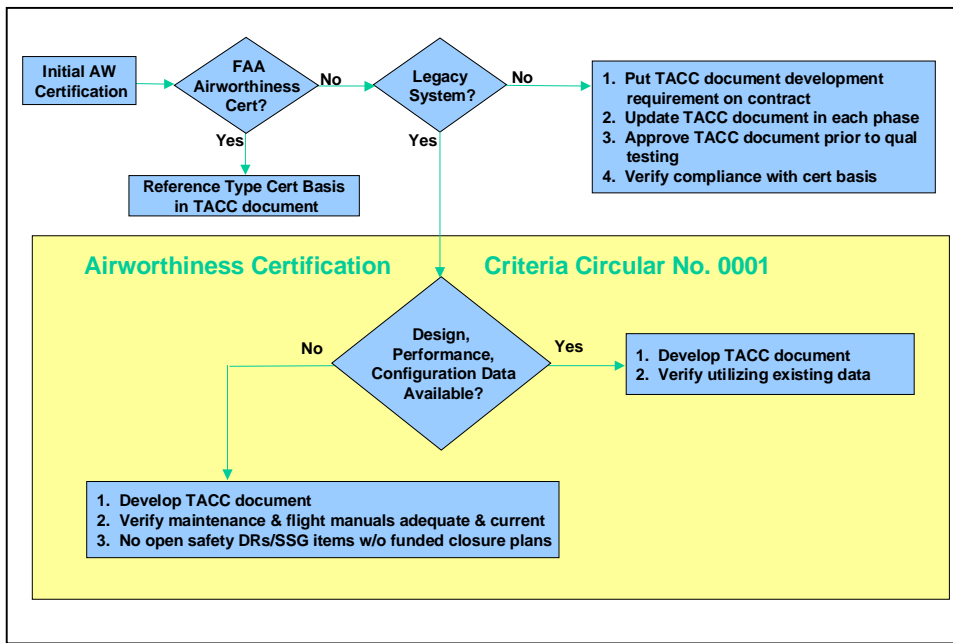 Initial AW
Certification
FAA
Airworthiness
Cert?
No
Yes
Reference Type Cert Basis
in TACC document
Legacy
System?
No
Yes
1. Put TACC document development
requirement on contract
2. Update TACC document in each phase
3. Approve TACC document prior to qual
testing
4. Verify compliance with cert basis
Airworthiness Certification Criteria Circular No. 0001
Design,
Performance,
Configuration Data
Available?
No
Yes
1. Develop TACC document
2. Verify utilizing existing data
1. Develop TACC document
2. Verify maintenance & flight manuals adequate & current
3. No open safety DRs/SSG items w/o funded closure plans